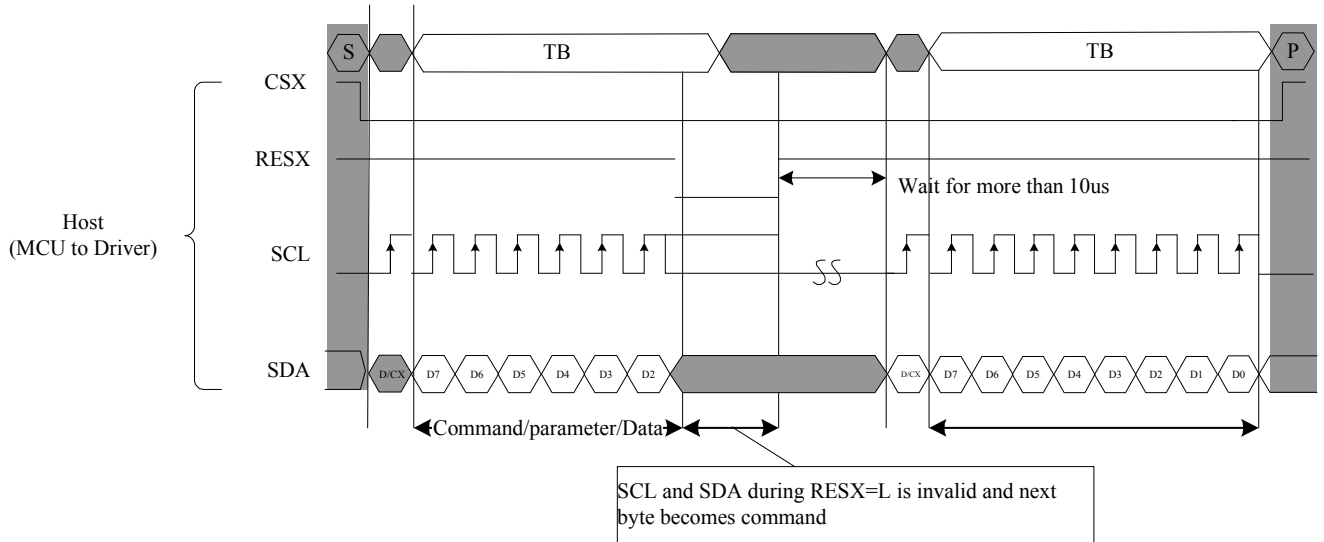 S TB TB P
CSX
RESX
Wait for more than 10us
Host
(MCU to Driver)
SCL
SDA D/CX D7 D6 D5 D4 D3 D2 D/CX D7 D6 D5 D4 D3 D2 D1 D0
Command/parameter/Data
SCL and SDA during RESX=L is invalid and next
byte becomes command